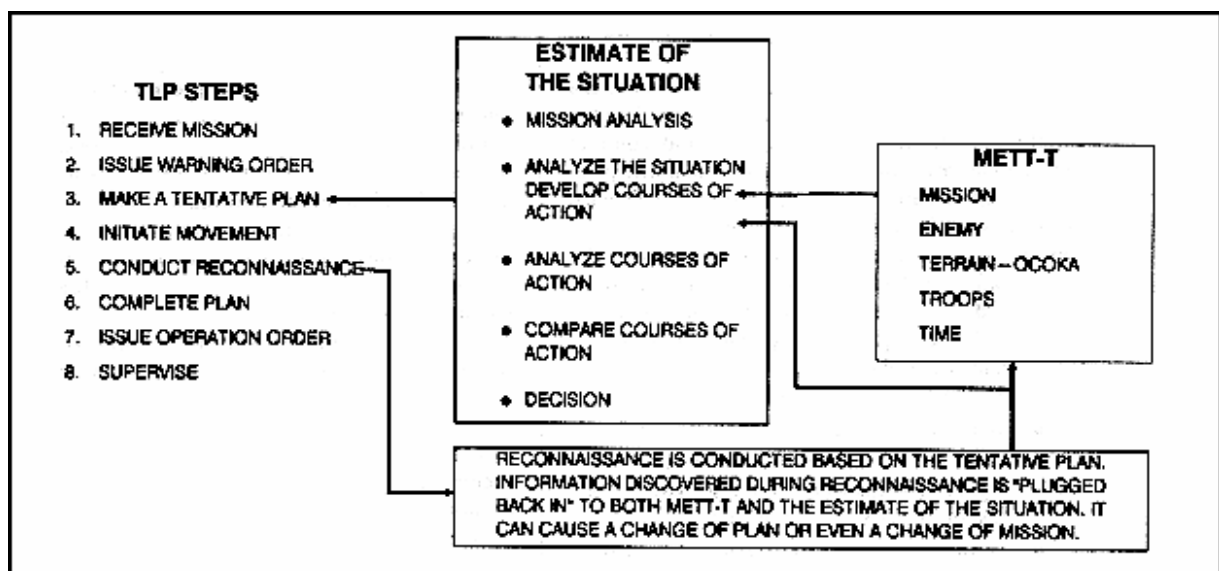 TLP STEPS
1. RECEIVE MISSION
2. ISSUE WARNING ORDER
3. MAKE A TENTATIVE PLAN
4. INITIATE MOVEMENT
5. CONDUCT RECONNAISSANCE
6. COMPLETE PLAN
7. ISSUE OPERATION ORDER
8. SUPERVISE
ESTIMATE OF
THE SITUATION
● MISSION ANALYSIS
● ANALYZE THE SITUATION
DEVELOP COURSES OF
ACTION
● ANALYZE COURSES OF
ACTION
● COMPARE COURSES OF
ACTION
● DECISION
METT-T
MISSION
ENEMY
TERRAIN–OCOKA
TROOPS
TIME
RECONNAISSANCE IS CONDUCTED BASED ON THE TENTATIVE PLAN.
INFORMATION DISCOVERED DURING RECONNAISSANCE IS "PLUGGED
BACK IN" TO BOTH METT-T AND THE ESTIMATE OF THE SITUATION. IT
CAN CAUSE A CHANGE OF PLAN OR EVEN A CHANGE OF MISSION.